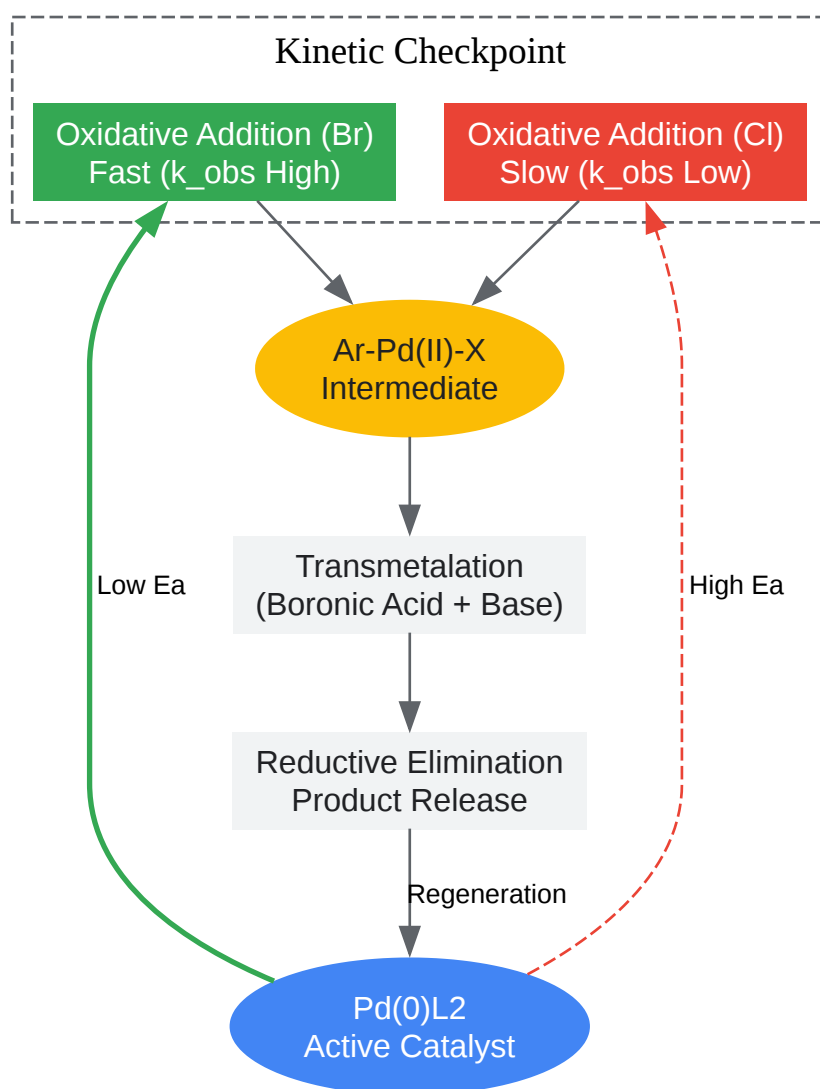 Kinetic Checkpoint
Oxidative Addition (Br)
Fast (k_obs High)
Oxidative Addition (Cl)
Slow (k_obs Low)
Ar-Pd(II)-X
Intermediate
Transmetalation
(Boronic Acid + Base)
Low Ea
High Ea
Reductive Elimination
Product Release
Regeneration
Pd(0)L2
Active Catalyst